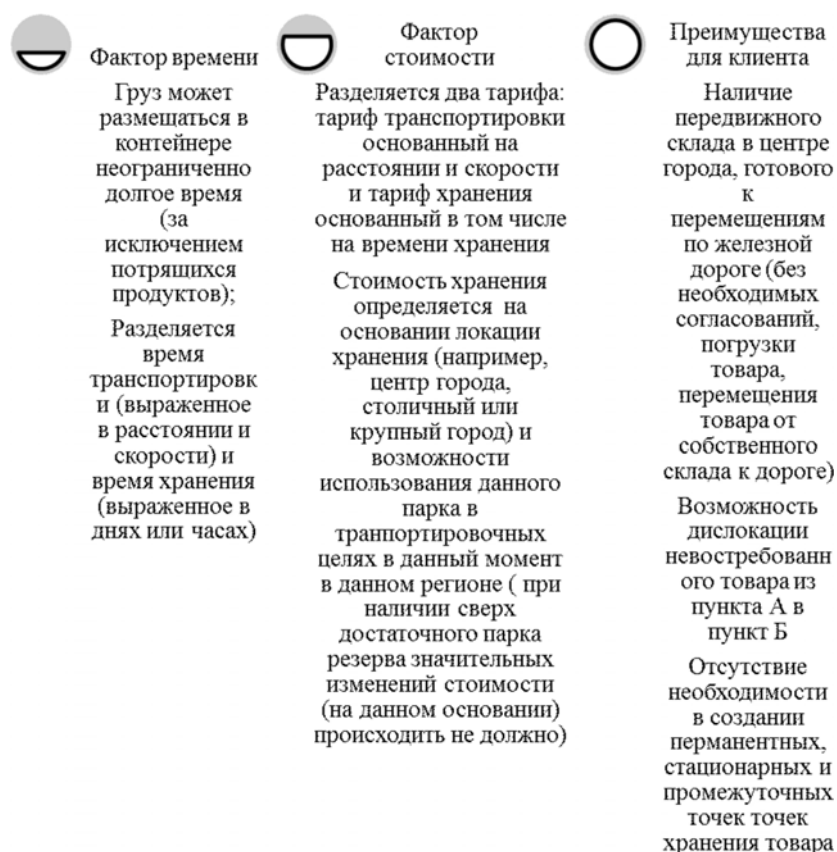 Фактор времени
Груз может
размещаться в
контейнере
неограниченно
долгое время
(за
исключением
потрящихся
продуктов);
Разделяется
время
транспортировк
и (выраженное
в расстоянии и
скорости) и
время хранения
(выраженное в
днях или часах)
Фактор
стоимости
Разделяется два тарифа:
тариф транспортировки
основанный на
расстоянии и скорости
и тариф хранения
основанный в том числе
на времени хранения
Стоимость хранения
определяется на
основании локации
хранения (например,
центр города,
столичный или
крупный город) и
возможности
использования данного
парка в
транпортировочных
целях в данный момент
в данном регионе ( при
наличии сверх
достаточного парка
резерва значительных
изменений стоимости
(на данном основании)
происходить не должно)
Преимущества
для клиента
Наличие
передвижного
склада в центре
города, готового
к
перемещениям
по железной
дороге (без
необходимых
согласований,
погрузки
товара,
перемещения
товара от
собственного
склада к дороге)
Возможность
дислокации
невостребованн
ого товара из
пункта А в
пункт Б
Отсутствие
необходимости
в создании
перманентных,
стационарных и
промежуточных
точек точек
хранения товара